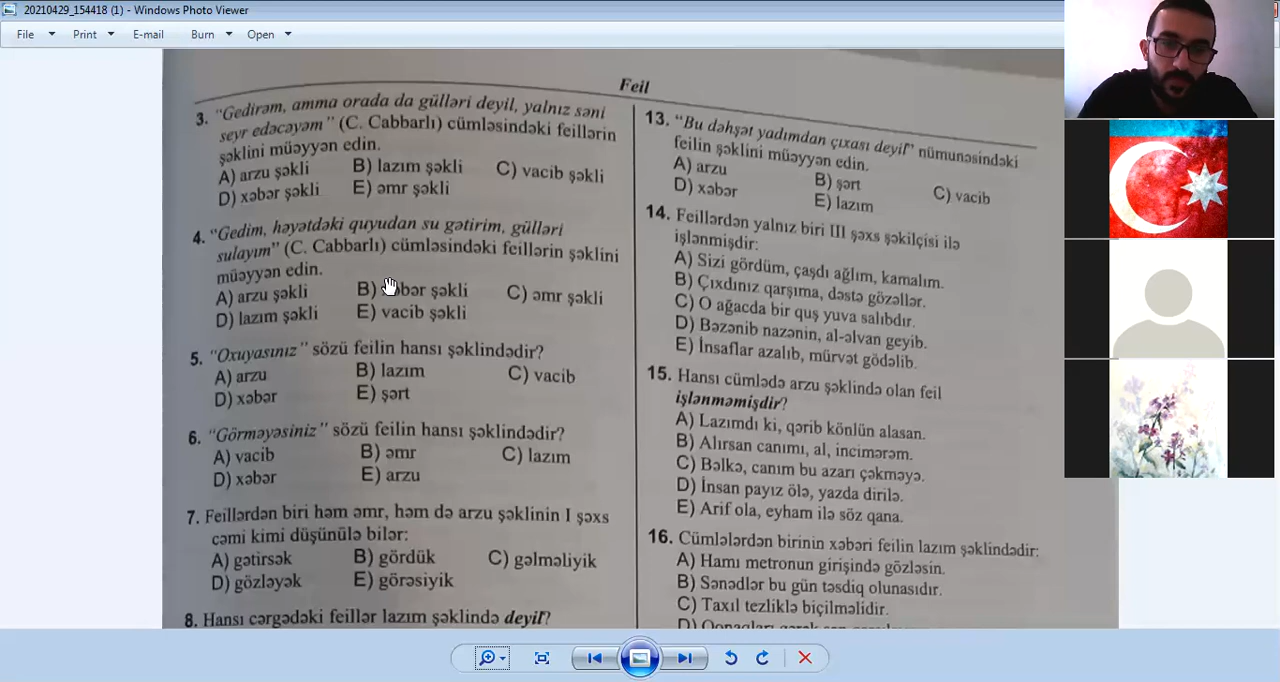 20210429_154418 (1) - Windows Photo Viewer
File Print E-mail Burn Open
Feil
3. "Gedirəm, amma orada da gülləri deyil, yalnız səni
seyr edəcəyəm" (C. Cabbarlı) cümləsindəki feillərin
şəklini müəyyən edin.
A) arzu şəkli B) lazım şəkli C) vacib şəkli
D) xəbər şəkli E) əmr şəkli
4. "Gedim, həyətdəki quyudan su gətirim, gülləri
sulayım" (C. Cabbarlı) cümləsindəki feillərin şəklini
müəyyən edin.
A) arzu şəkli B) xəbər şəkli C) əmr şəkli
D) lazım şəkli E) vacib şəkli
5. "Oxuyasınız" sözü feilin hansı şəklindədir?
A) arzu B) lazım C) vacib
D) xəbər E) şərt
6. "Görməyəsiniz" sözü feilin hansı şəklindədir?
A) vacib B) əmr C) lazım
D) xəbər E) arzu
7. Feillərdən biri həm əmr, həm də arzu şəklinin I şəxs
cəmi kimi düşünülə bilər:
A) gətirsək B) gördük C) gəlməliyik
D) gözləyək E) görəsiyik
8. Hansı cərgədəki feillər lazım şəklində deyil?
13. "Bu dəhşət yadımdan çıxası deyil" nümunəsindəki
feilin şəklini müəyyən edin.
A) arzu B) şərt C) vacib
D) xəbər E) lazım
14. Feillərdən yalnız biri III şəxs şəkilçisi ilə
işlənmişdir:
A) Sizi gördüm, çaşdı ağlım, kamalım.
B) Çıxdınız qarşıma, dəstə gözəllər.
C) O ağacda bir quş yuva salıbdır.
D) Bəzənib nazənin, al-əlvan geyib.
E) İnsaflar azalıb, mürvət gödəlib.
15. Hansı cümlədə arzu şəklində olan feil
işlənməmişdir?
A) Lazımdı ki, qərib könlün alasan.
B) Alırsan canımı, al, incimərəm.
C) Bəlkə, canım bu azarı çəkməyə.
D) İnsan payız ölə, yazda dirilə.
E) Arif ola, eyham ilə söz qana.
16. Cümlələrdən birinin xəbəri feilin lazım şəklindədir:
A) Hamı metronun girişində gözləsin.
B) Sənədlər bu gün təsdiq olunasıdır.
C) Taxıl tezliklə biçilməlidir.
D) Qonaqları gərək sən